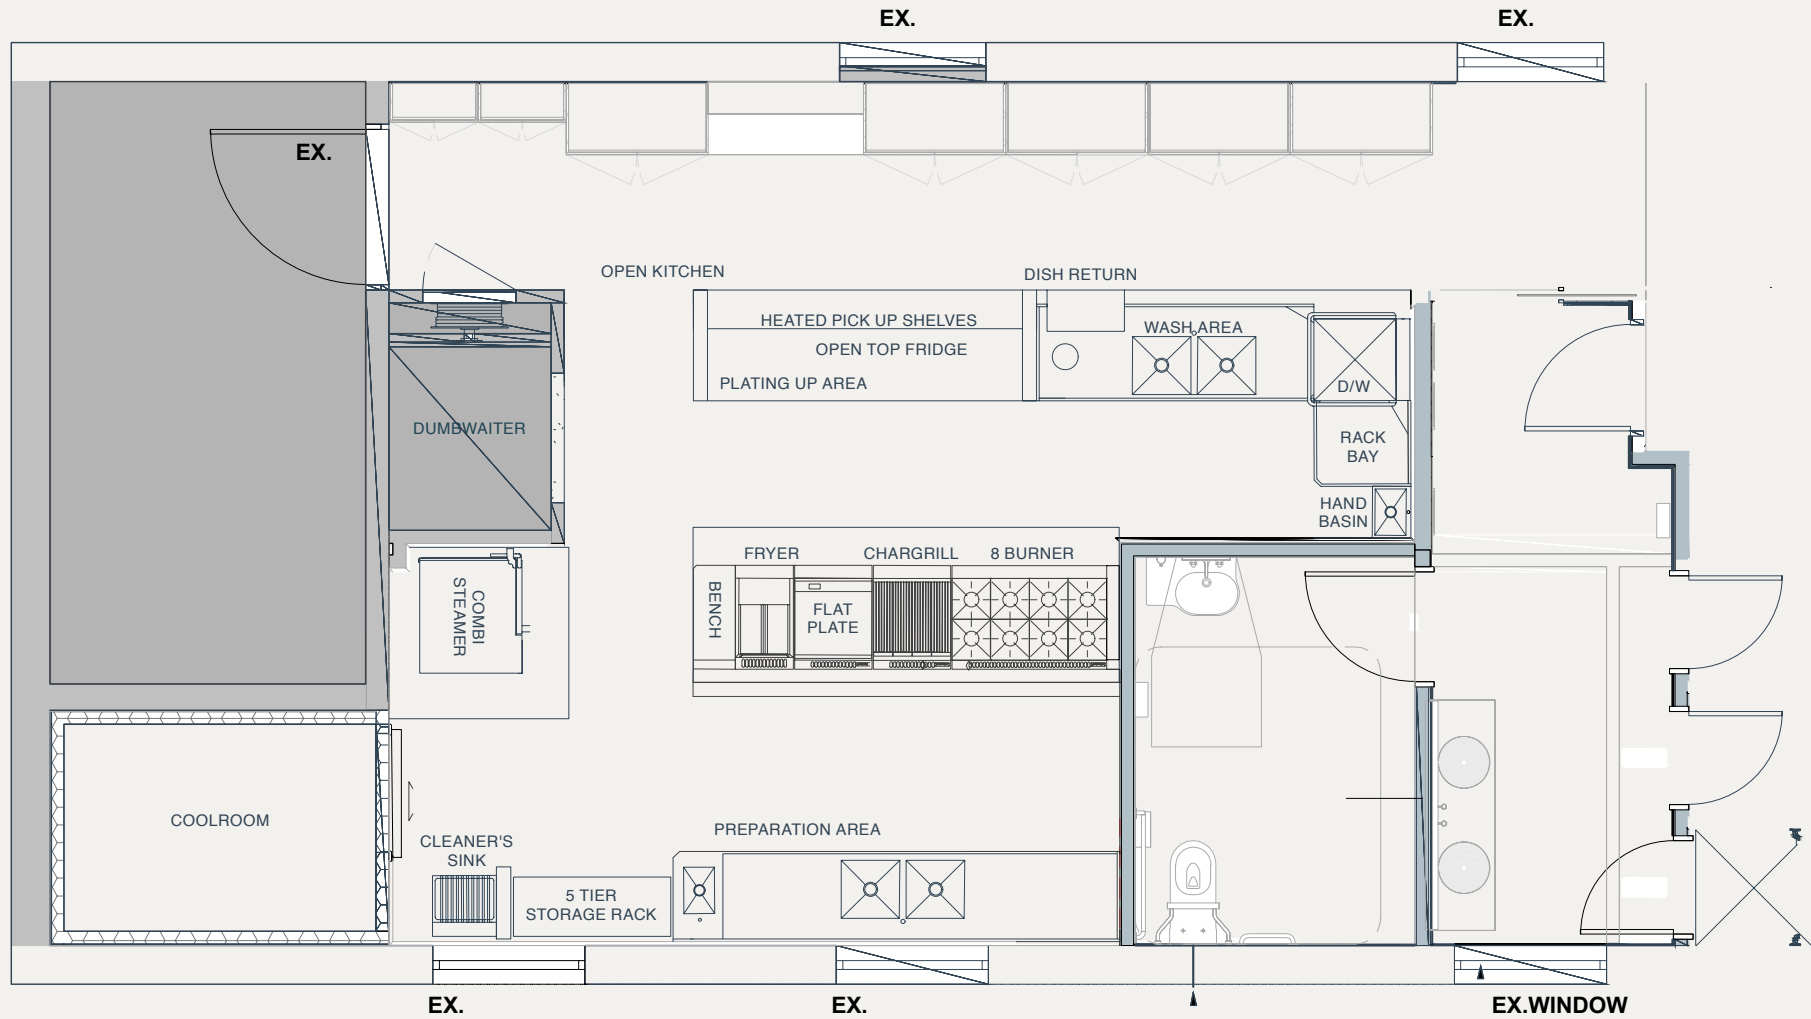 EX.
EX.
EX.
OPEN KITCHEN
DISH RETURN
HEATED PICK UP SHELVES
WASH AREA
OPEN TOP FRIDGE
PLATING UP AREA
D/W
DUMBWAITER
RACK
BAY
HAND
BASIN
FRYER
CHARGRILL
8 BURNER
COMBI
STEAMER
BENCH
FLAT
PLATE
COOLROOM
PREPARATION AREA
CLEANER'S
SINK
5 TIER
STORAGE RACK
EX.
EX.
EX.WINDOW